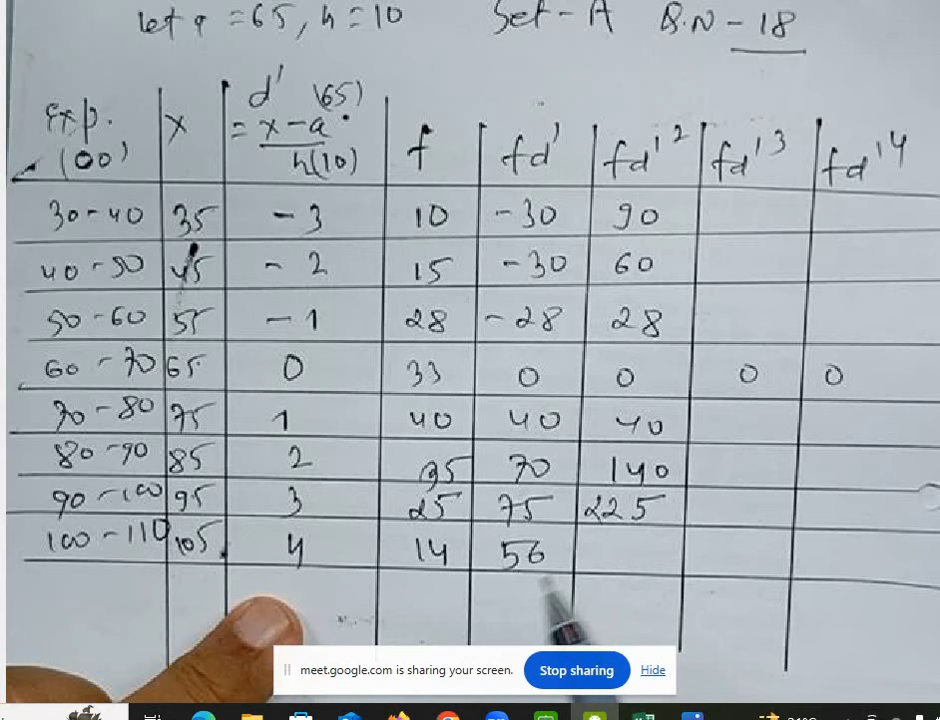 let a = 65, h = 10 Set - A Q.N - 18
Exp. (00) x d' = x - a (65) / h(10) f fd' fd'2 fd'3 fd'4
30 - 40 35 - 3 10 - 30 90
40 - 50 45 - 2 15 - 30 60
50 - 60 55 - 1 28 - 28 28
60 - 70 65 0 33 0 0 0 0
70 - 80 75 1 40 40 40
80 - 90 85 2 35 70 140
90 - 100 95 3 25 75 225
100 - 110 105 4 14 56
meet.google.com is sharing your screen. Stop sharing Hide